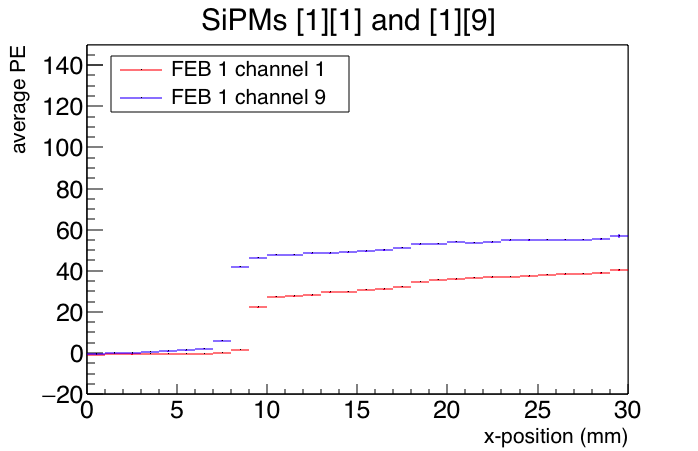 SiPMs [1][1] and [1][9]
average PE
140
120
100
80
60
40
20
0
−20
FEB 1 channel 1
FEB 1 channel 9
0 5 10 15 20 25 30
x-position (mm)